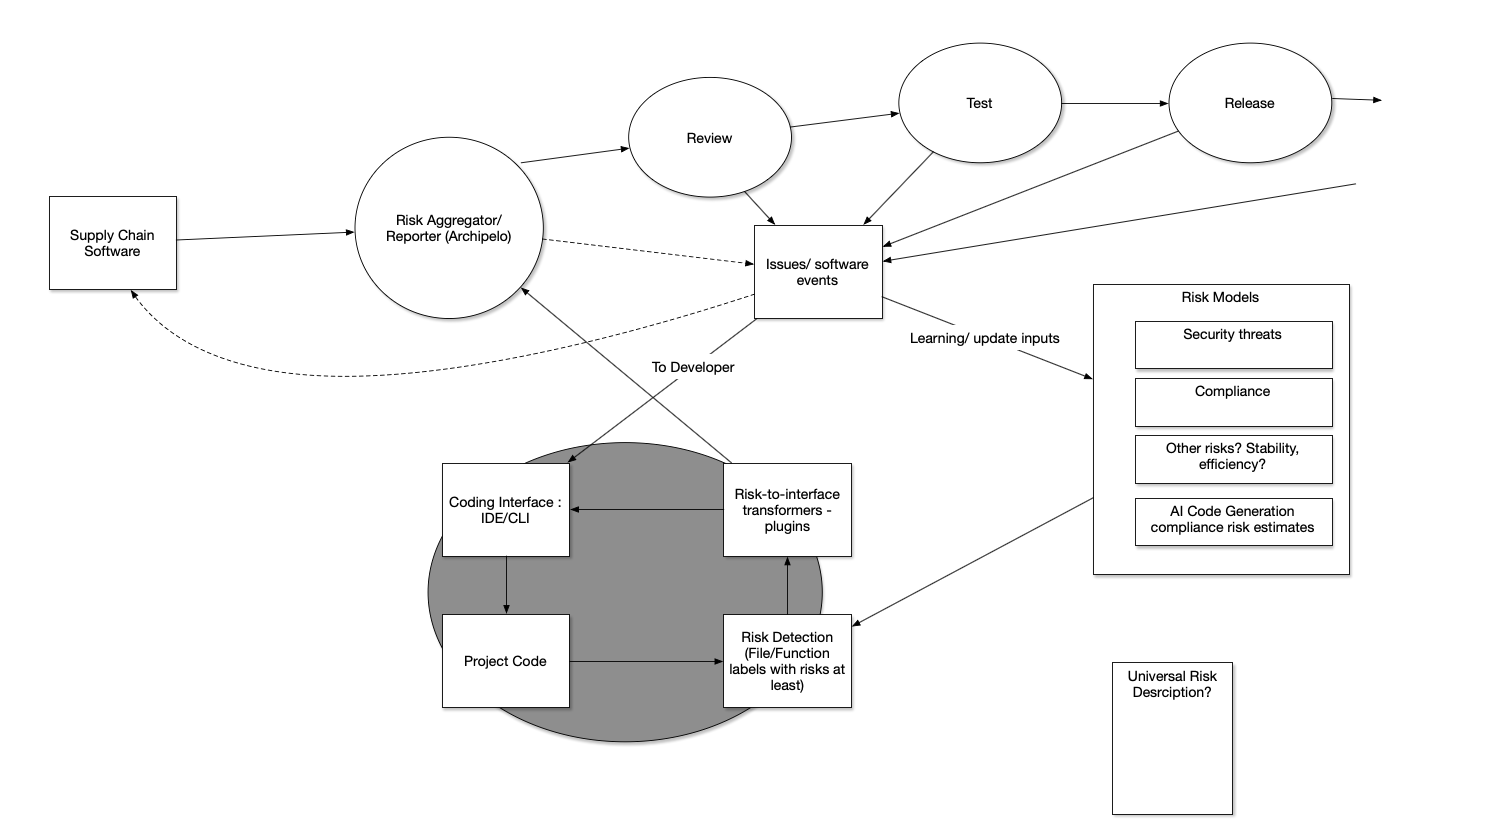 Test
Release
Review
Risk Aggregator/
Reporter (Archipelo)
Supply Chain
Software
Issues/ software
events
Risk Models
Security threats
Learning/ update inputs
To Developer
Compliance
Other risks? Stability,
efficiency?
Coding Interface :
IDE/CLI
Risk-to-interface
transformers -
plugins
AI Code Generation
compliance risk estimates
Project Code
Risk Detection
(File/Function
labels with risks at
least)
Universal Risk
Desrciption?